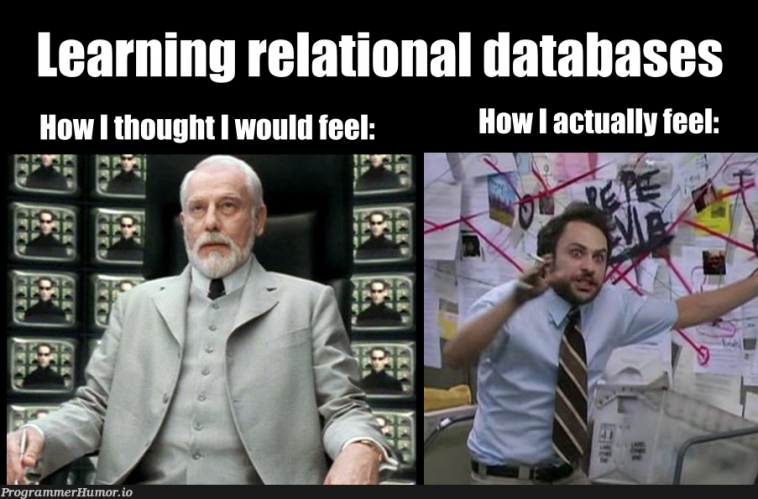 Learning relational databases
How I thought I would feel:
How I actually feel:
PEPE
SILVIA
ProgrammerHumor.io